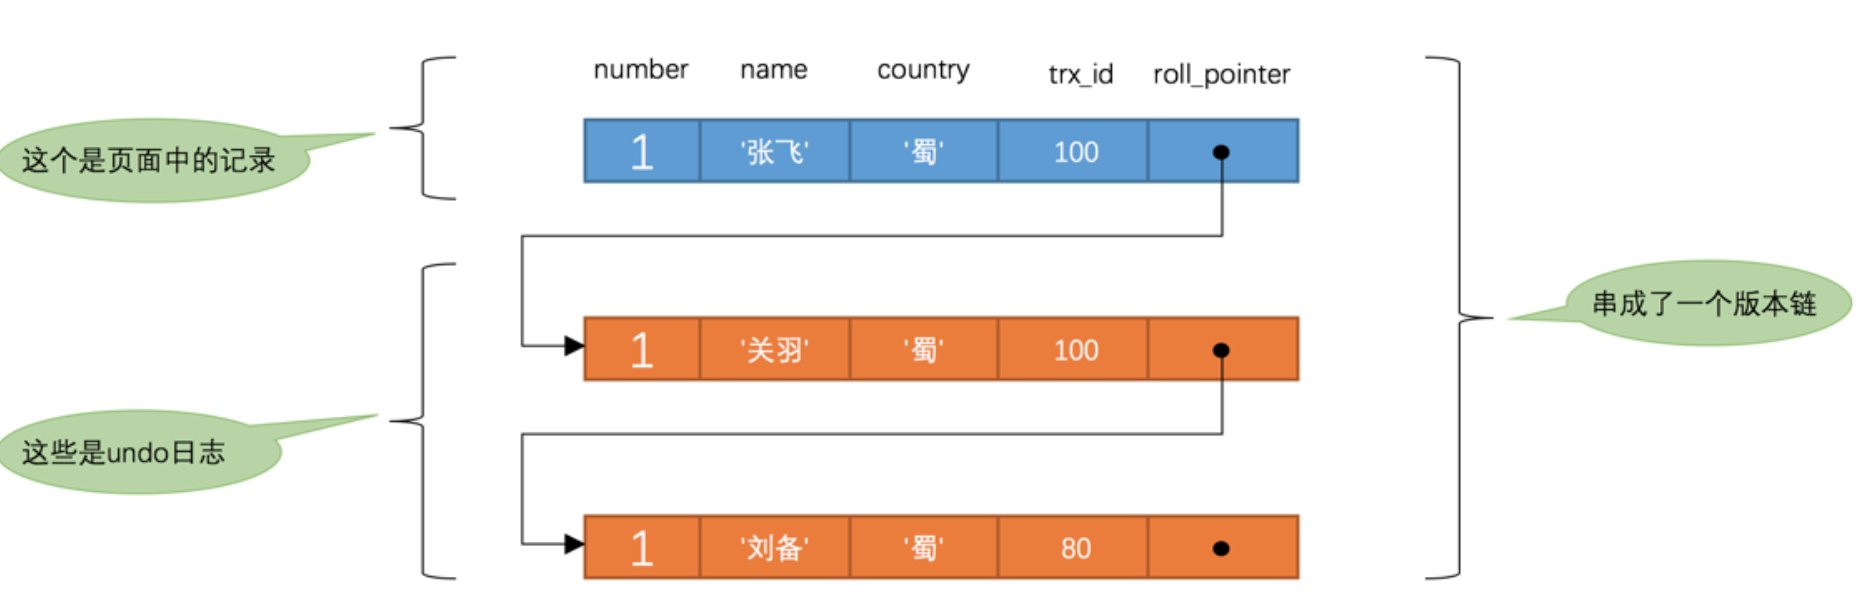 number name country trx_id roll_pointer
这个是页面中的记录
1 '张飞' '蜀' 100
1 '关羽' '蜀' 100
串成了一个版本链
这些是undo日志
1 '刘备' '蜀' 80